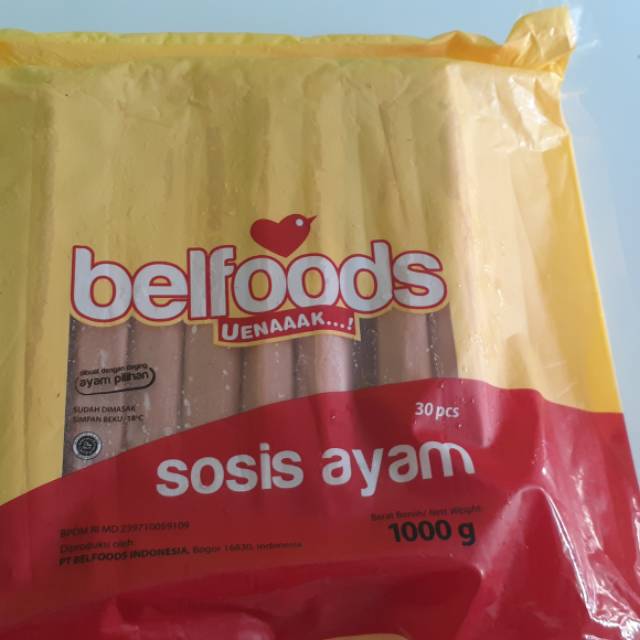 belfoods
UENAAAK...!
dibuat dengan daging
ayam pilihan
SUDAH DIMASAK
SIMPAN BEKU -18°C
30 pcs
sosis ayam
Berat Bersih/ Nett Weight
1000 g
BPOM RI MD 239710059109
Diproduksi oleh:
PT BELFOODS INDONESIA, Bogor 16830, Indonesia